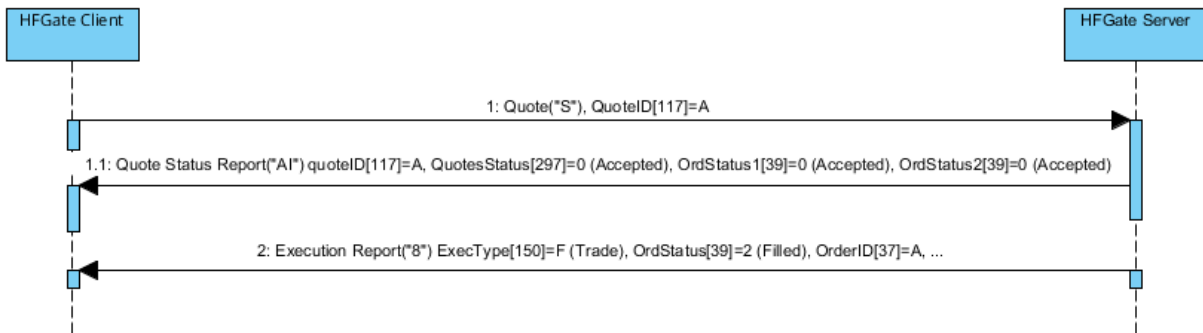 HFGate Client
HFGate Server
1: Quote("S"), QuoteID[117]=A
1.1: Quote Status Report("AI") quoteID[117]=A, QuotesStatus[297]=0 (Accepted), OrdStatus1[39]=0 (Accepted), OrdStatus2[39]=0 (Accepted)
2: Execution Report("8") ExecType[150]=F (Trade), OrdStatus[39]=2 (Filled), OrderID[37]=A, ...